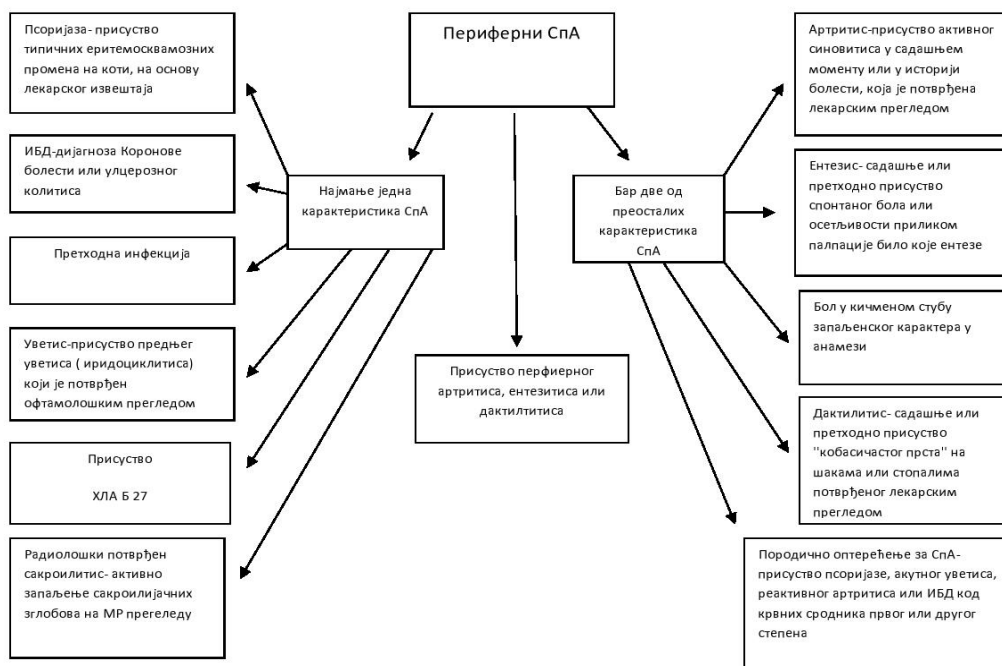 Периферни СпА
Псоријаза- присуство
типичних еритемосквамозних
промена на коти, на основу
лекарског извештаја
ИБД-дијагноза Коронове
болести или улцерозног
колитиса
Претходна инфекција
Уветис-присуство предњег
уветиса ( иридоциклитиса)
који је потврђен
офтамолошким прегледом
Присуство
ХЛА Б 27
Радиолошки потврђен
сакроилитис- активно
запаљење сакроилијачних
зглобова на МР прегеледу
Најмање једна
карактеристика СпА
Присуство перфиерног
артритиса, ентезитиса или
дактилтитиса
Бар две од
преосталих
карактеристика
СпА
Артритис-присуство активног
синовитиса у садашњем
моменту или у историји
болести, која је потврђена
лекарским прегледом
Ентезис- садашње или
претходно присуство
спонтаног бола или
осетљивости приликом
палпације било које ентезе
Бол у кичменом стубу
запаљенског карактера у
анамези
Дактилитис- садашње или
претходно присуство
"кобасичастог прста" на
шакама или стопалима
потврђеног лекарским
прегледом
Породично оптерећење за СпА-
присуство псоријазе, акутног уветиса,
реактивног артритиса или ИБД код
крвних сродника првог или другог
степена